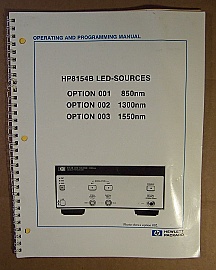 OPERATING AND PROGRAMMING MANUAL
HP8154B LED-SOURCES
OPTION 001 850nm
OPTION 002 1300nm
OPTION 003 1550nm
HEWLETT
PACKARD